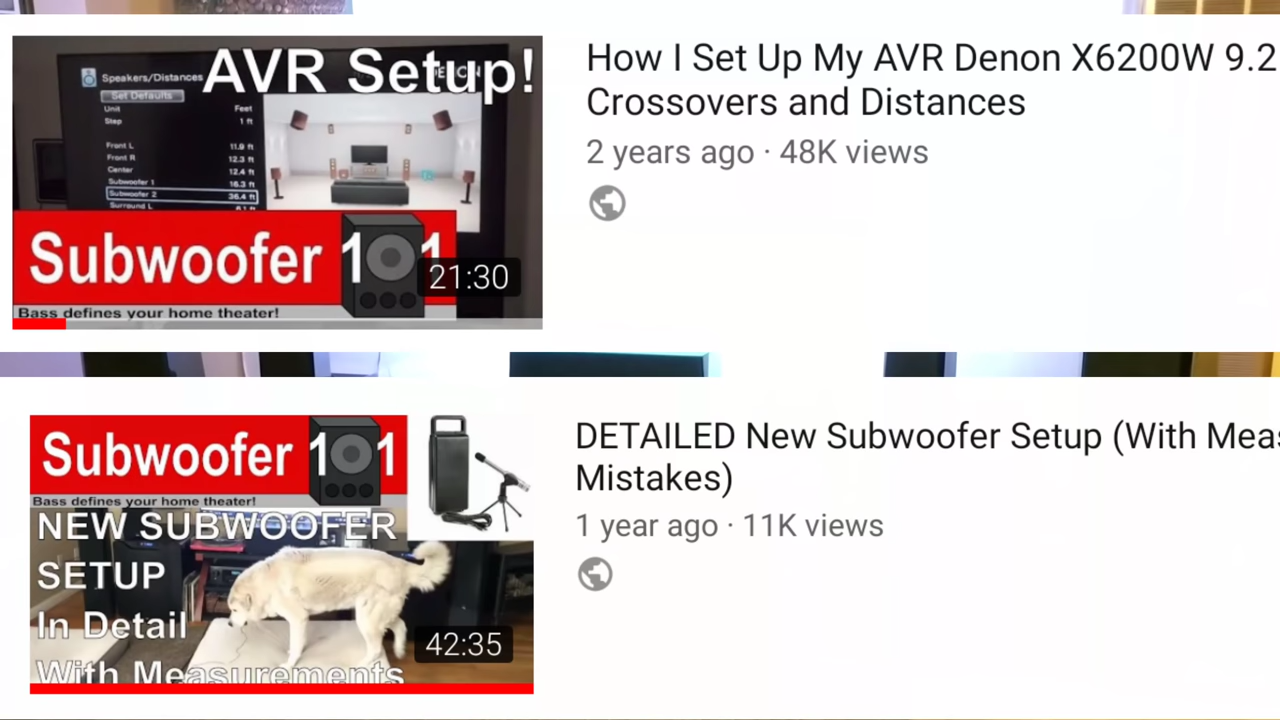 AVR Setup!
Speakers/Distances
Set Defaults
Unit Feet
Step 1 ft
Front L 11.9 ft
Front R 12.3 ft
Center 12.4 ft
Subwoofer 1 16.3 ft
Subwoofer 2 36.4 ft
Surround L 6.1 ft
Subwoofer 101
21:30
Bass defines your home theater!
How I Set Up My AVR Denon X6200W 9.2
Crossovers and Distances
2 years ago · 48K views
Subwoofer 101
Bass defines your home theater!
NEW SUBWOOFER
SETUP
In Detail
With Measurements
42:35
DETAILED New Subwoofer Setup (With Meas
Mistakes)
1 year ago · 11K views